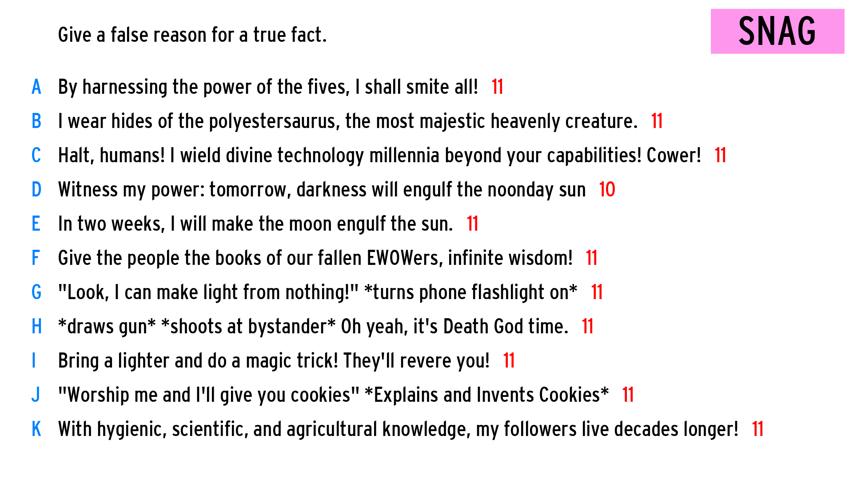 Give a false reason for a true fact.
SNAG
A By harnessing the power of the fives, I shall smite all! 11
B I wear hides of the polyestersaurus, the most majestic heavenly creature. 11
C Halt, humans! I wield divine technology millennia beyond your capabilities! Cower! 11
D Witness my power: tomorrow, darkness will engulf the noonday sun 10
E In two weeks, I will make the moon engulf the sun. 11
F Give the people the books of our fallen EWOWers, infinite wisdom! 11
G "Look, I can make light from nothing!" *turns phone flashlight on* 11
H *draws gun* *shoots at bystander* Oh yeah, it's Death God time. 11
I Bring a lighter and do a magic trick! They'll revere you! 11
J "Worship me and I'll give you cookies" *Explains and Invents Cookies* 11
K With hygienic, scientific, and agricultural knowledge, my followers live decades longer! 11